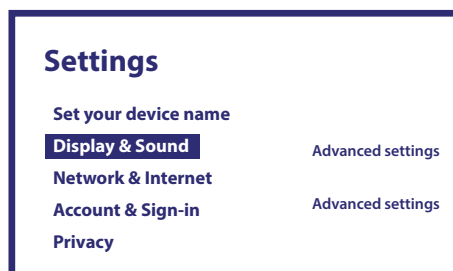 Settings
Set your device name
Display & Sound
Network & Internet
Account & Sign-in
Privacy
Advanced settings
Advanced settings